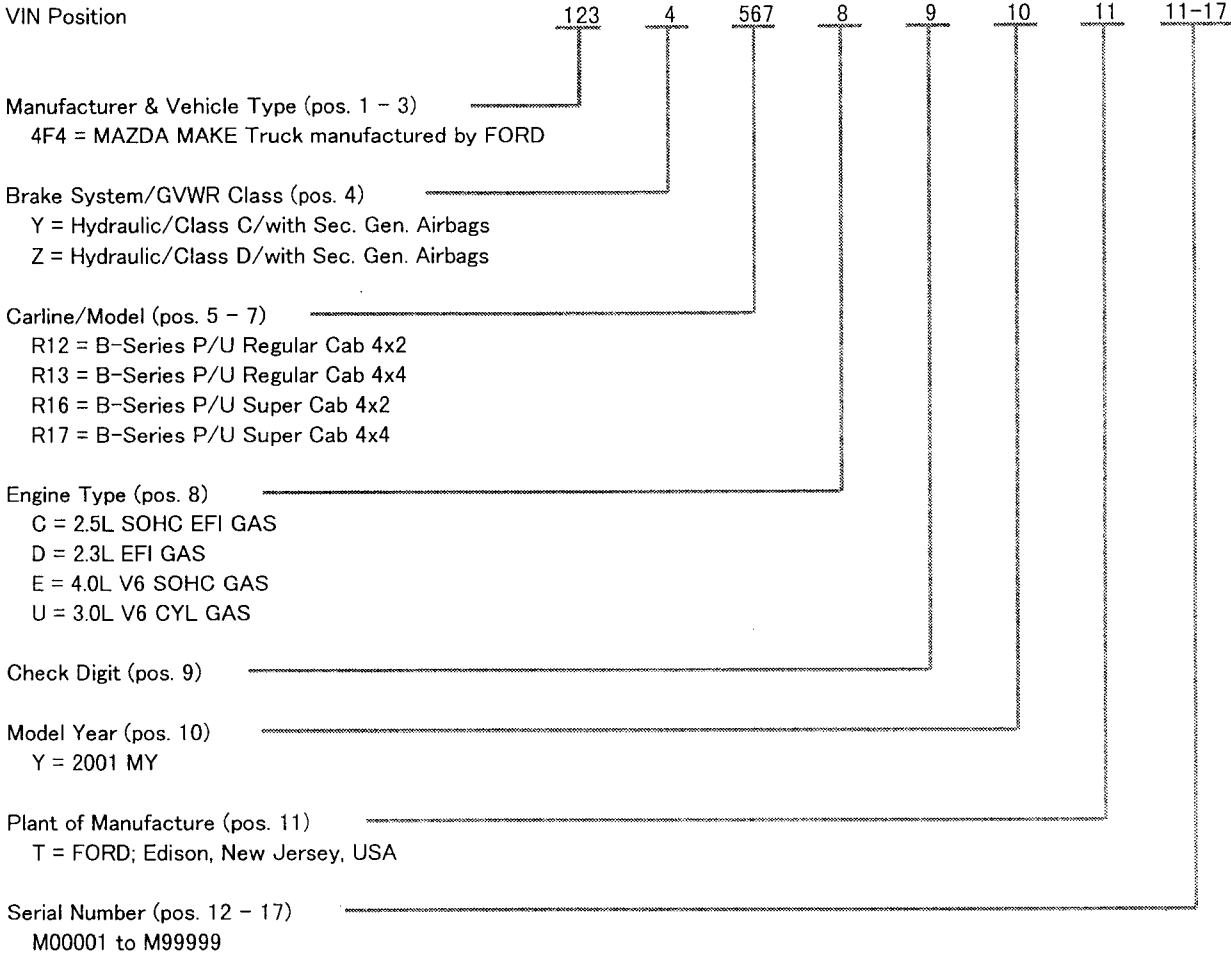 VIN Position 123 4 567 8 9 10 11 11-17
Manufacturer & Vehicle Type (pos. 1 - 3)
4F4 = MAZDA MAKE Truck manufactured by FORD
Brake System/GVWR Class (pos. 4)
Y = Hydraulic/Class C/with Sec. Gen. Airbags
Z = Hydraulic/Class D/with Sec. Gen. Airbags
Carline/Model (pos. 5 - 7)
R12 = B-Series P/U Regular Cab 4x2
R13 = B-Series P/U Regular Cab 4x4
R16 = B-Series P/U Super Cab 4x2
R17 = B-Series P/U Super Cab 4x4
Engine Type (pos. 8)
C = 2.5L SOHC EFI GAS
D = 2.3L EFI GAS
E = 4.0L V6 SOHC GAS
U = 3.0L V6 CYL GAS
Check Digit (pos. 9)
Model Year (pos. 10)
Y = 2001 MY
Plant of Manufacture (pos. 11)
T = FORD; Edison, New Jersey, USA
Serial Number (pos. 12 - 17)
M00001 to M99999